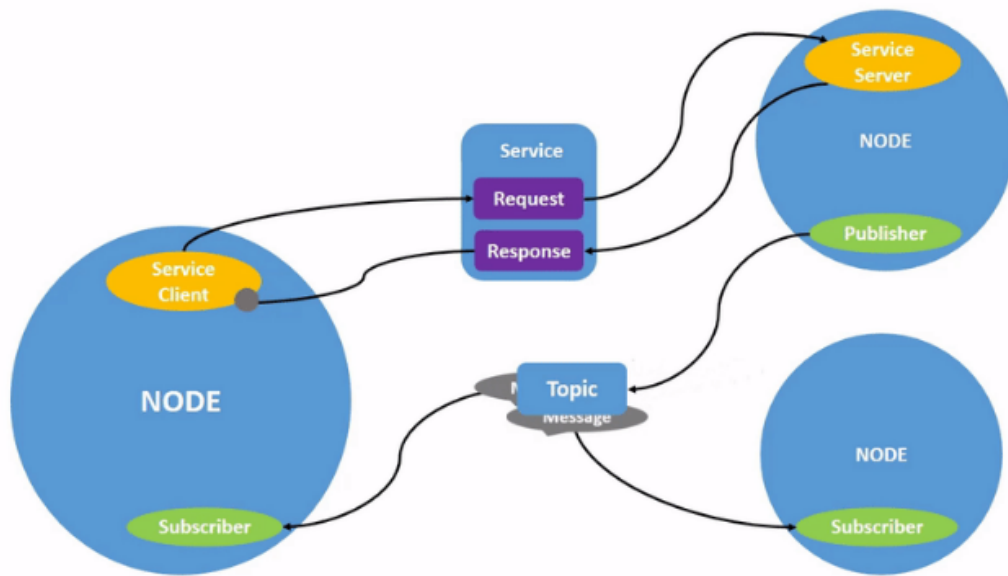 Service
Server
NODE
Publisher
Service
Request
Response
Service
Client
NODE
Subscriber
Topic
Message
NODE
Subscriber